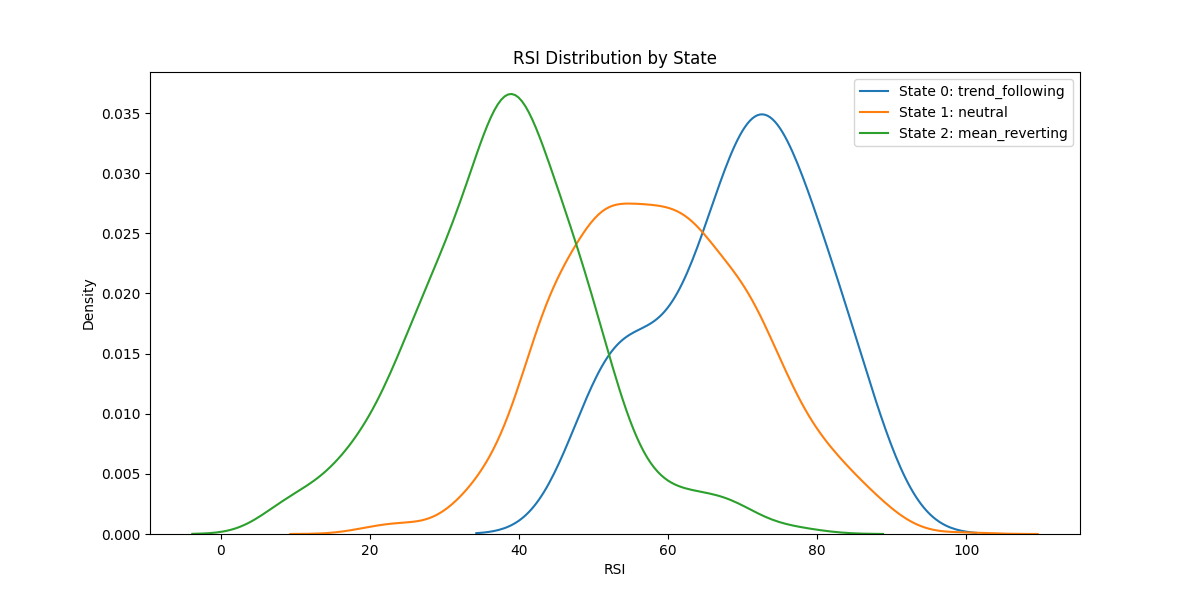 RSI Distribution by State
State 0: trend_following
State 1: neutral
State 2: mean_reverting
Density
0.035
0.030
0.025
0.020
0.015
0.010
0.005
0.000
0 20 40 60 80 100
RSI